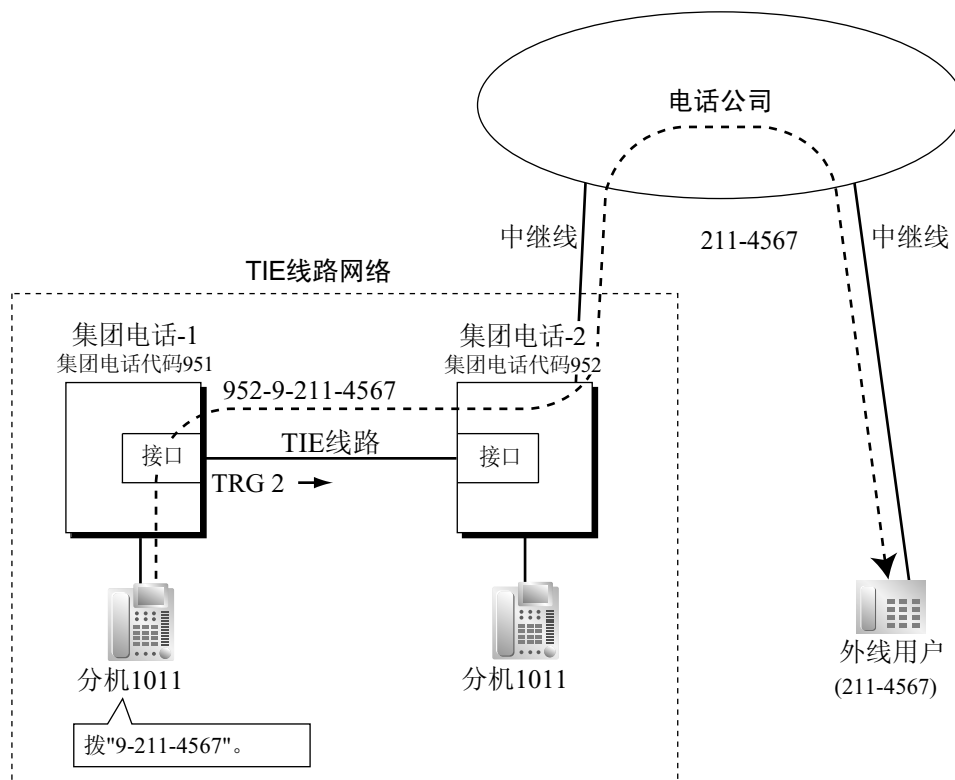 电话公司
中继线
211-4567
中继线
TIE线路网络
集团电话-1
集团电话代码951
集团电话-2
集团电话代码952
952-9-211-4567
接口
TIE线路
接口
TRG 2
分机1011
分机1011
外线用户
(211-4567)
拨"9-211-4567"。